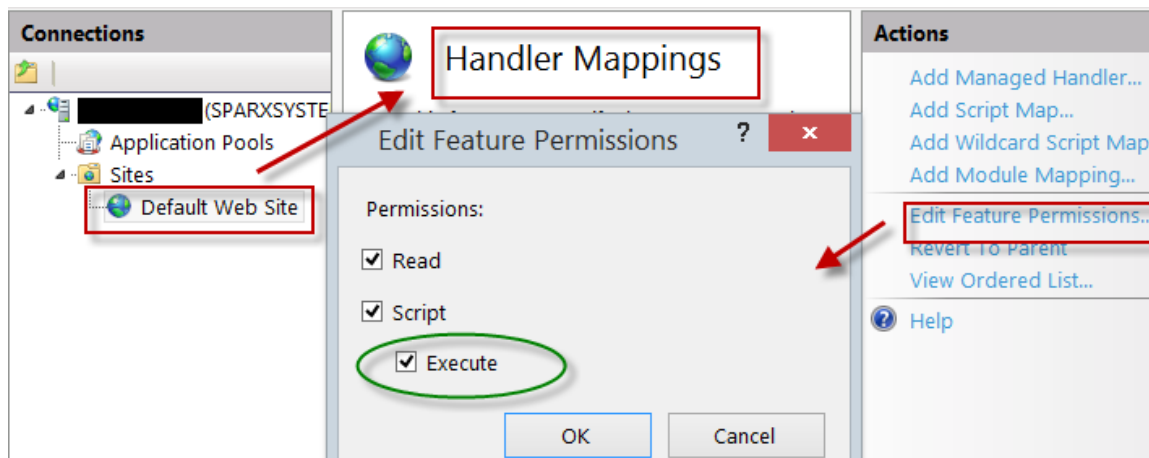 Connections
(SPARXSYSTE
Application Pools
Sites
Default Web Site
Handler Mappings
Edit Feature Permissions
?
x
Permissions:
Read
Script
Execute
OK
Cancel
Actions
Add Managed Handler...
Add Script Map...
Add Wildcard Script Map
Add Module Mapping...
Edit Feature Permissions...
Revert To Parent
View Ordered List...
Help